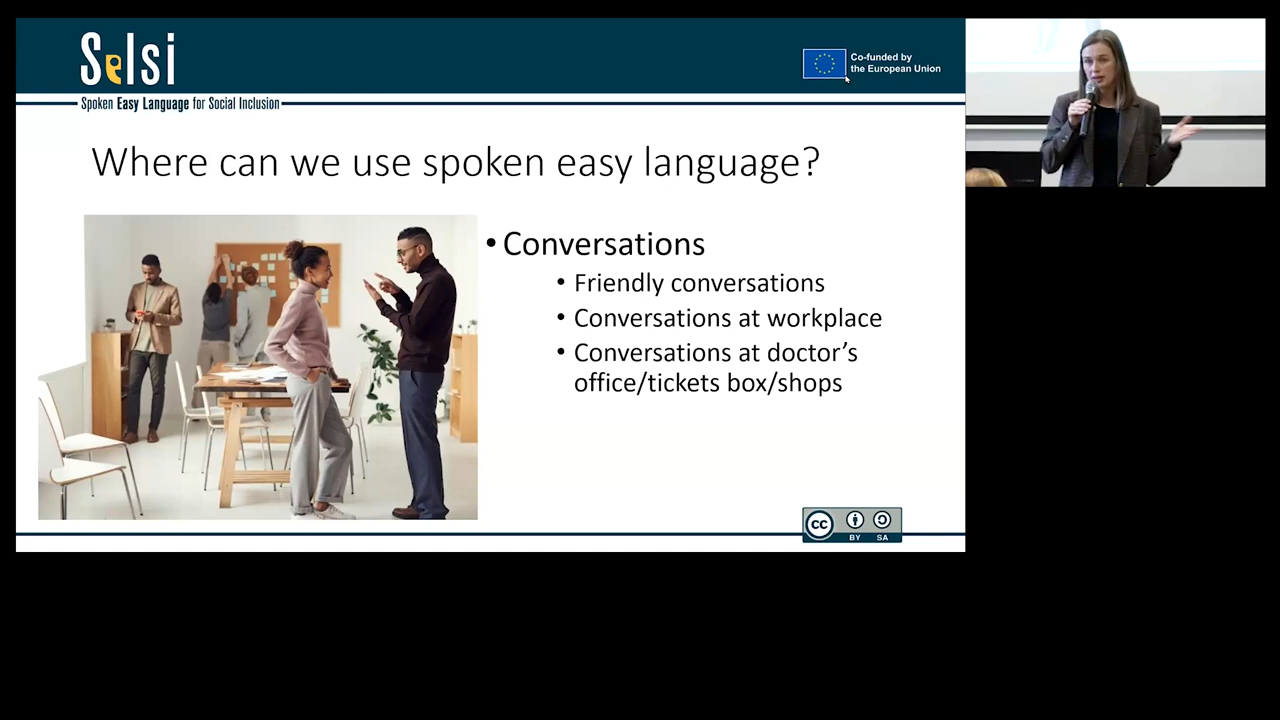 Selsi
Spoken Easy Language for Social Inclusion
Co-funded by
the European Union
Where can we use spoken easy language?
• Conversations
• Friendly conversations
• Conversations at workplace
• Conversations at doctor’s
office/tickets box/shops
cc
BY SA